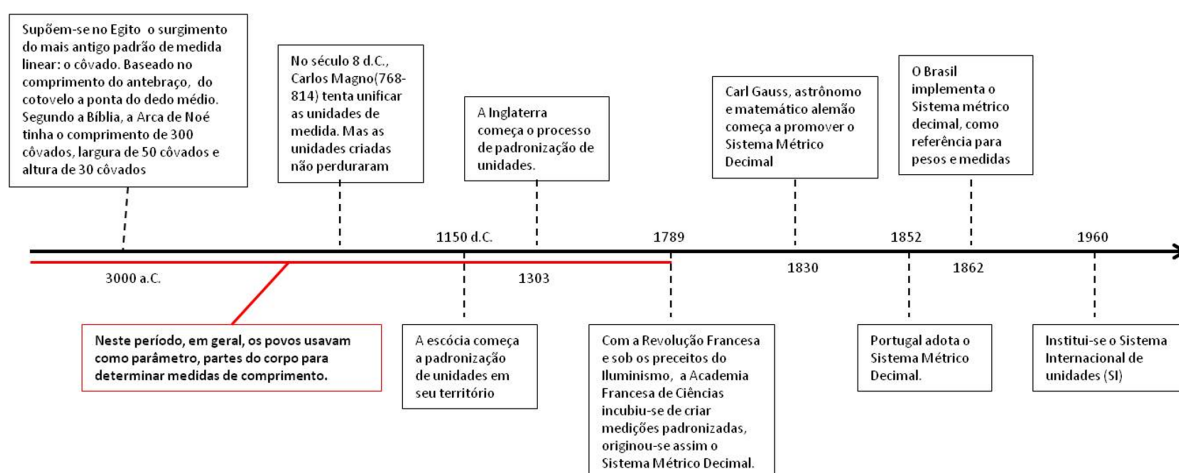 Supõem-se no Egito o surgimento
do mais antigo padrão de medida
linear: o côvado. Baseado no
comprimento do antebraço, do
cotovelo a ponta do dedo médio.
Segundo a Bíblia, a Arca de Noé
tinha o comprimento de 300
côvados, largura de 50 côvados e
altura de 30 côvados
No século 8 d.C.,
Carlos Magno(768-
814) tenta unificar
as unidades de
medida. Mas as
unidades criadas
não perduraram
A Inglaterra
começa o processo
de padronização de
unidades.
Carl Gauss, astrônomo
e matemático alemão
começa a promover o
Sistema Métrico
Decimal
O Brasil
implementa o
Sistema métrico
decimal, como
referência para
pesos e medidas
1150 d.C.
1789
1852
1960
3000 a.C.
1303
1830
1862
Neste período, em geral, os povos usavam
como parâmetro, partes do corpo para
determinar medidas de comprimento.
A escócia começa
a padronização
de unidades em
seu território
Com a Revolução Francesa
e sob os preceitos do
Iluminismo, a Academia
Francesa de Ciências
incubiu-se de criar
medições padronizadas,
originou-se assim o
Sistema Métrico Decimal.
Portugal adota o
Sistema Métrico
Decimal.
Institui-se o Sistema
Internacional de
unidades (SI)